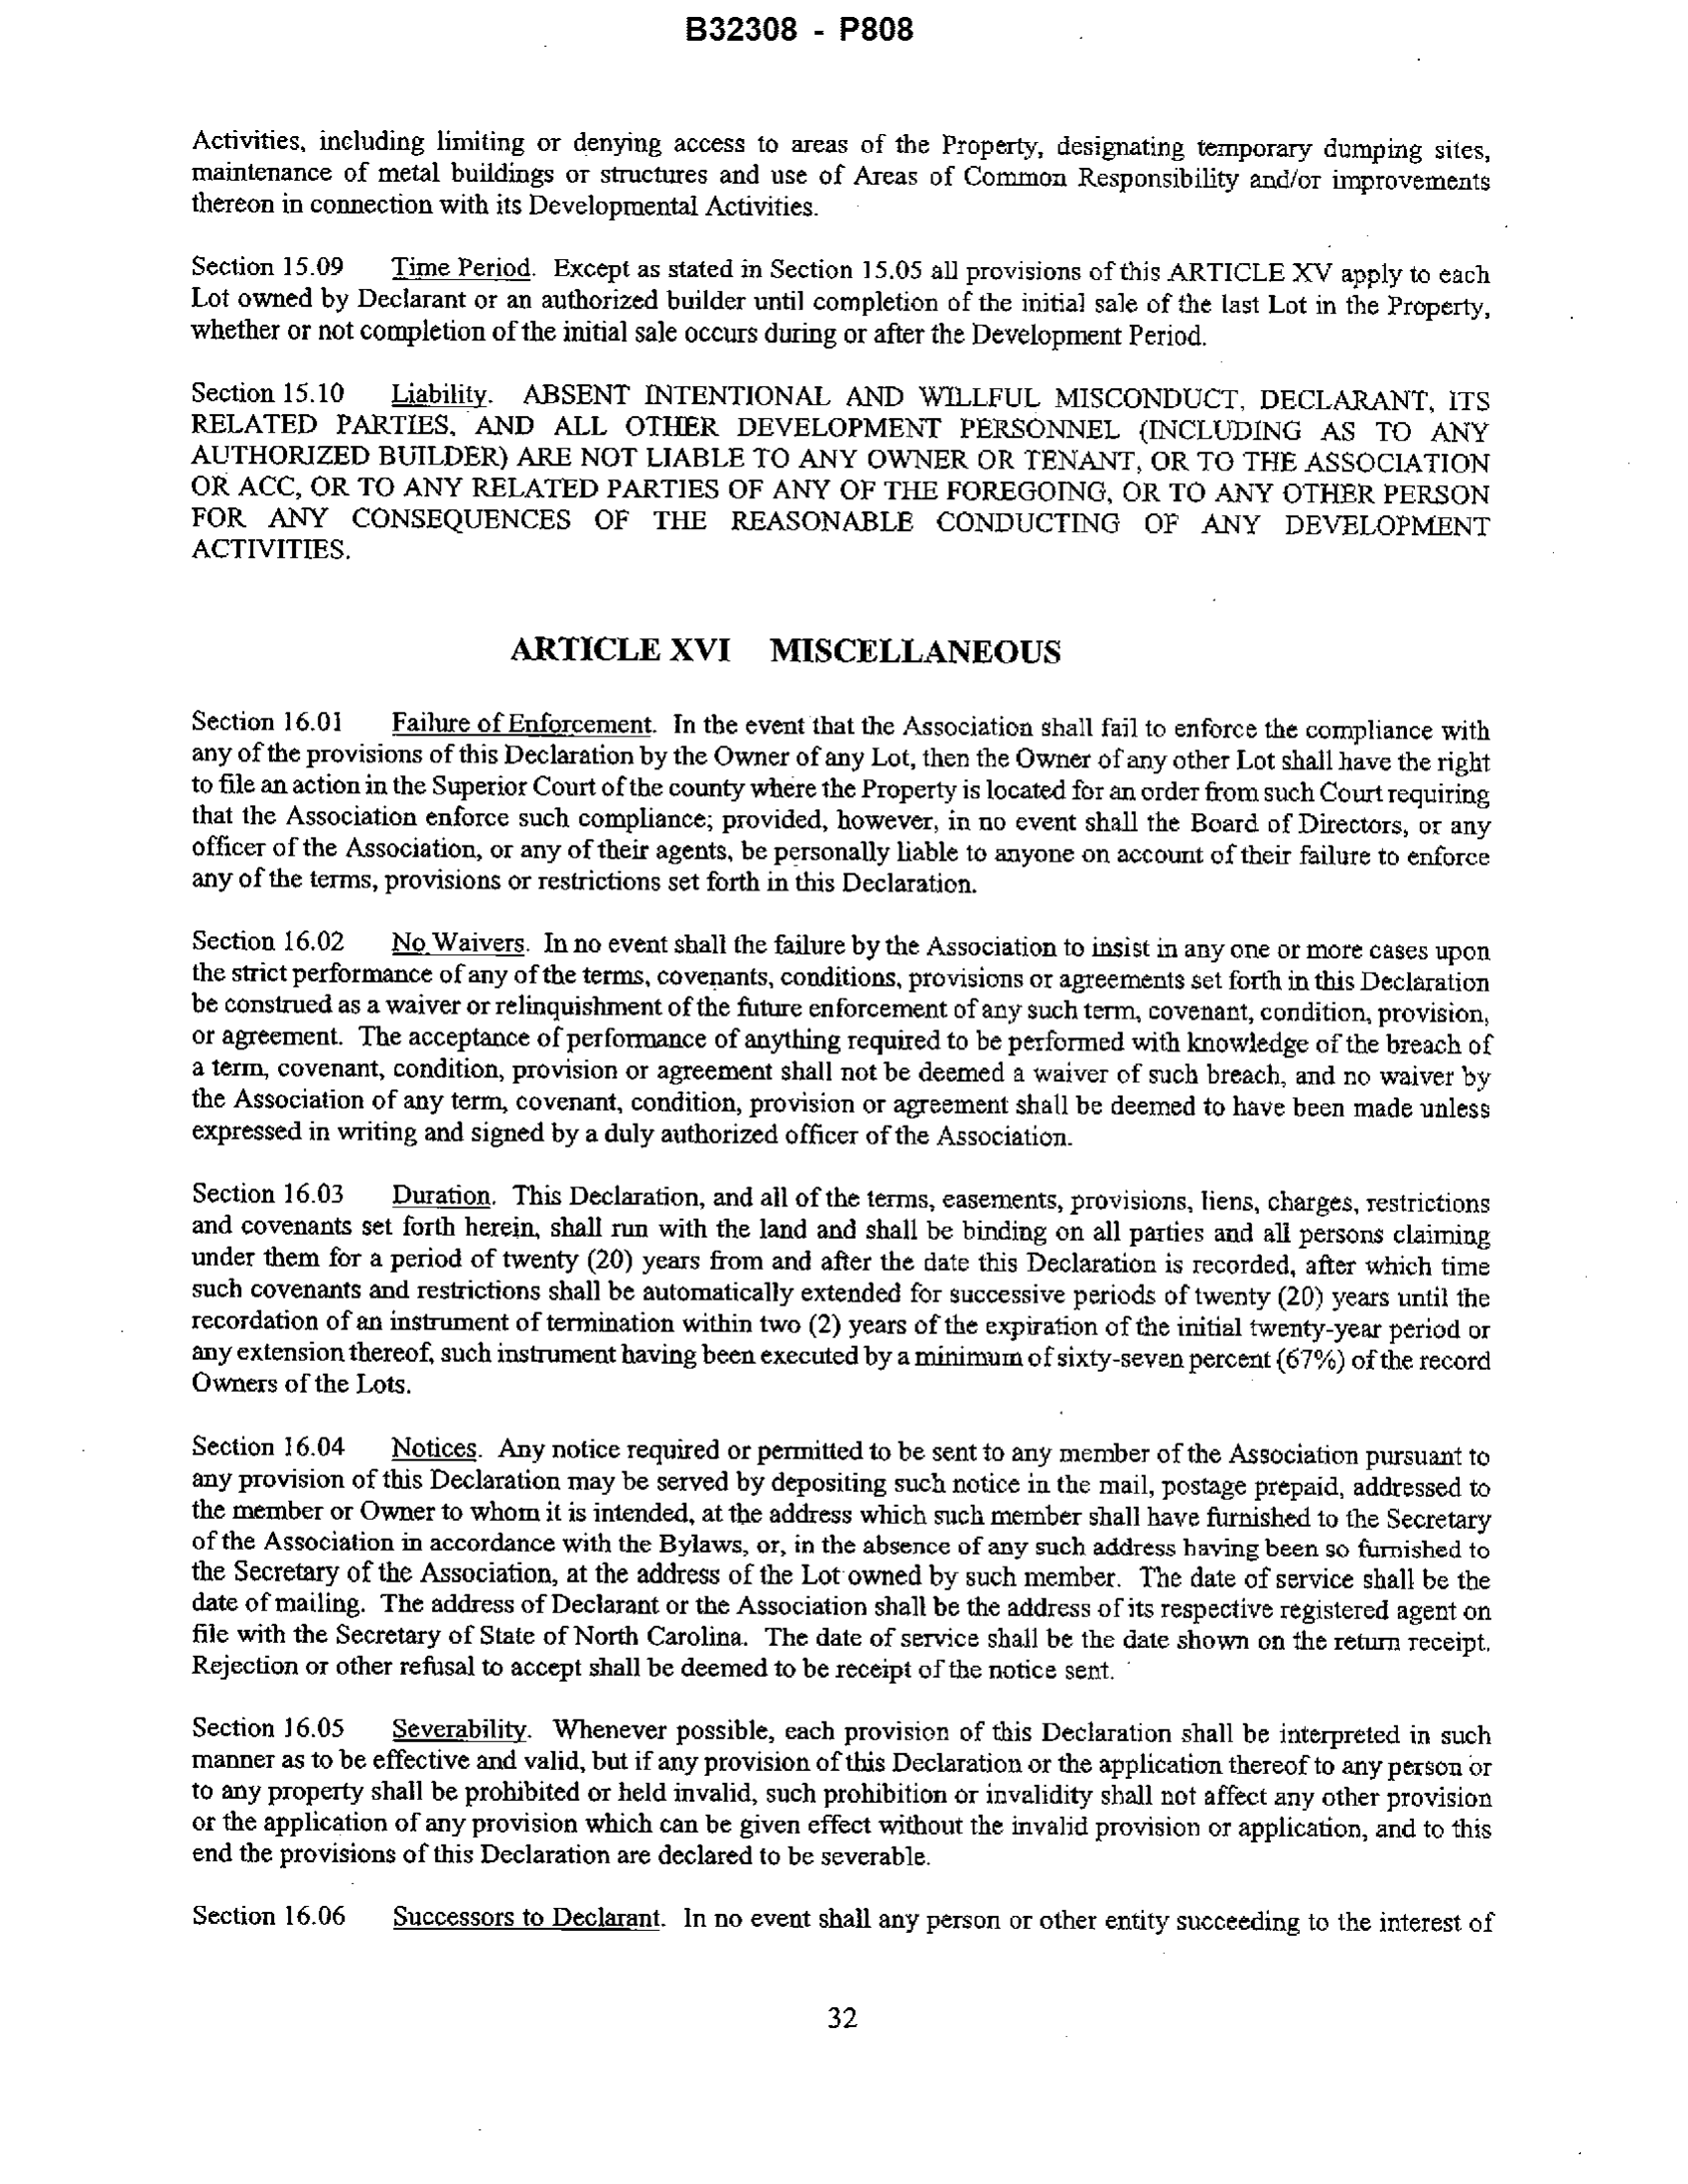 B32308 - P808
Activities, including limiting or denying access to areas of the Property, designating temporary dumping sites,
maintenance of metal buildings or structures and use of Areas of Common Responsibility and/or improvements
thereon in connection with its Developmental Activities.
Section 15.09 Time Period. Except as stated in Section 15.05 all provisions of this ARTICLE XV apply to each
Lot owned by Declarant or an authorized builder until completion of the initial sale of the last Lot in the Property,
whether or not completion of the initial sale occurs during or after the Development Period.
Section 15.10 Liability. ABSENT INTENTIONAL AND WILLFUL MISCONDUCT, DECLARANT, ITS
RELATED PARTIES, AND ALL OTHER DEVELOPMENT PERSONNEL (INCLUDING AS TO ANY
AUTHORIZED BUILDER) ARE NOT LIABLE TO ANY OWNER OR TENANT, OR TO THE ASSOCIATION
OR ACC, OR TO ANY RELATED PARTIES OF ANY OF THE FOREGOING, OR TO ANY OTHER PERSON
FOR ANY CONSEQUENCES OF THE REASONABLE CONDUCTING OF ANY DEVELOPMENT
ACTIVITIES.
ARTICLE XVI MISCELLANEOUS
Section 16.01 Failure of Enforcement. In the event that the Association shall fail to enforce the compliance with
any of the provisions of this Declaration by the Owner of any Lot, then the Owner of any other Lot shall have the right
to file an action in the Superior Court of the county where the Property is located for an order from such Court requiring
that the Association enforce such compliance; provided, however, in no event shall the Board of Directors, or any
officer of the Association, or any of their agents, be personally liable to anyone on account of their failure to enforce
any of the terms, provisions or restrictions set forth in this Declaration.
Section 16.02 No Waivers. In no event shall the failure by the Association to insist in any one or more cases upon
the strict performance of any of the terms, covenants, conditions, provisions or agreements set forth in this Declaration
be construed as a waiver or relinquishment of the future enforcement of any such term, covenant, condition, provision,
or agreement. The acceptance of performance of anything required to be performed with knowledge of the breach of
a term, covenant, condition, provision or agreement shall not be deemed a waiver of such breach, and no waiver by
the Association of any term, covenant, condition, provision or agreement shall be deemed to have been made unless
expressed in writing and signed by a duly authorized officer of the Association.
Section 16.03 Duration. This Declaration, and all of the terms, easements, provisions, liens, charges, restrictions
and covenants set forth herein, shall run with the land and shall be binding on all parties and all persons claiming
under them for a period of twenty (20) years from and after the date this Declaration is recorded, after which time
such covenants and restrictions shall be automatically extended for successive periods of twenty (20) years until the
recordation of an instrument of termination within two (2) years of the expiration of the initial twenty-year period or
any extension thereof, such instrument having been executed by a minimum of sixty-seven percent (67%) of the record
Owners of the Lots.
Section 16.04 Notices. Any notice required or permitted to be sent to any member of the Association pursuant to
any provision of this Declaration may be served by depositing such notice in the mail, postage prepaid, addressed to
the member or Owner to whom it is intended, at the address which such member shall have furnished to the Secretary
of the Association in accordance with the Bylaws, or, in the absence of any such address having been so furnished to
the Secretary of the Association, at the address of the Lot owned by such member. The date of service shall be the
date of mailing. The address of Declarant or the Association shall be the address of its respective registered agent on
file with the Secretary of State of North Carolina. The date of service shall be the date shown on the return receipt.
Rejection or other refusal to accept shall be deemed to be receipt of the notice sent.
Section 16.05 Severability. Whenever possible, each provision of this Declaration shall be interpreted in such
manner as to be effective and valid, but if any provision of this Declaration or the application thereof to any person or
to any property shall be prohibited or held invalid, such prohibition or invalidity shall not affect any other provision
or the application of any provision which can be given effect without the invalid provision or application, and to this
end the provisions of this Declaration are declared to be severable.
Section 16.06 Successors to Declarant. In no event shall any person or other entity succeeding to the interest of
32